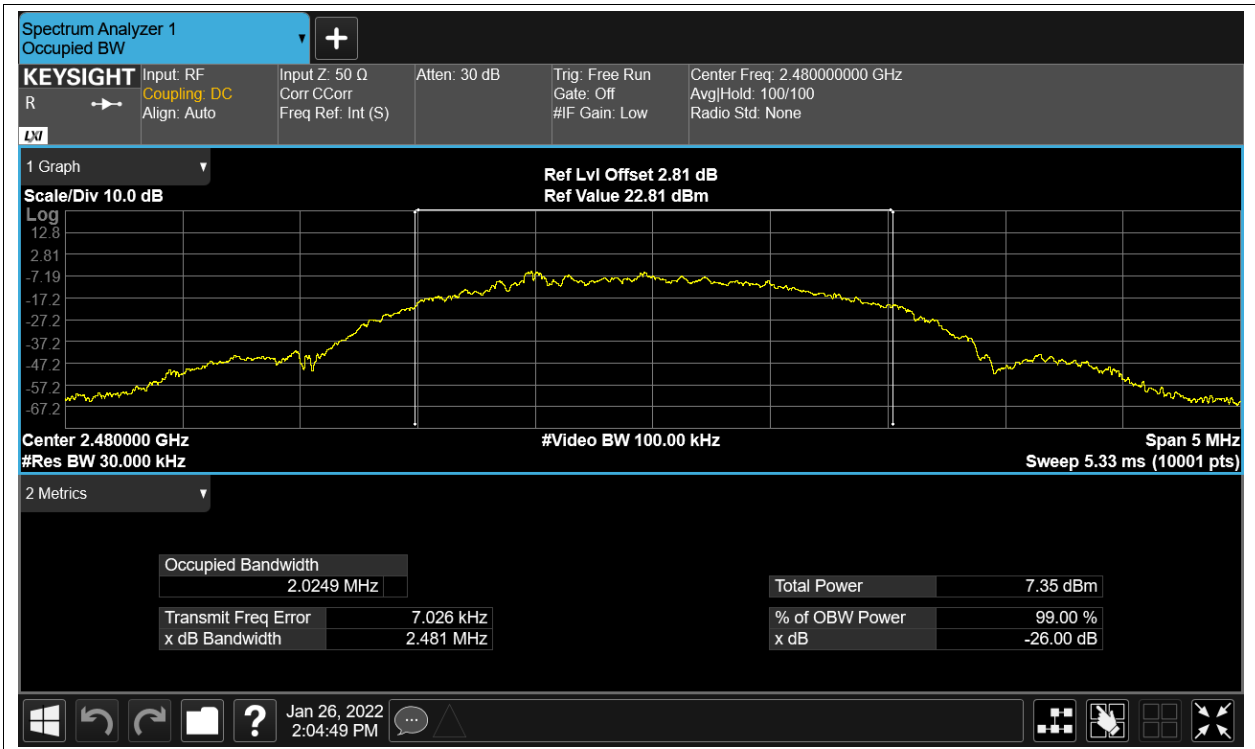 Spectrum Analyzer 1
Occupied BW
KEYSIGHT
R
LXI
Input: RF
Coupling: DC
Align: Auto
Input Z: 50 Ω
Corr CCorr
Freq Ref: Int (S)
Atten: 30 dB
Trig: Free Run
Gate: Off
#IF Gain: Low
Center Freq: 2.480000000 GHz
Avg|Hold: 100/100
Radio Std: None
1 Graph
Scale/Div 10.0 dB
Ref Lvl Offset 2.81 dB
Ref Value 22.81 dBm
Log
12.8
2.81
-7.19
-17.2
-27.2
-37.2
-47.2
-57.2
-67.2
Center 2.480000 GHz
#Res BW 30.000 kHz
#Video BW 100.00 kHz
Span 5 MHz
Sweep 5.33 ms (10001 pts)
2 Metrics
Occupied Bandwidth
2.0249 MHz
Transmit Freq Error 7.026 kHz
x dB Bandwidth 2.481 MHz
Total Power 7.35 dBm
% of OBW Power 99.00 %
x dB -26.00 dB
?
Jan 26, 2022
2:04:49 PM